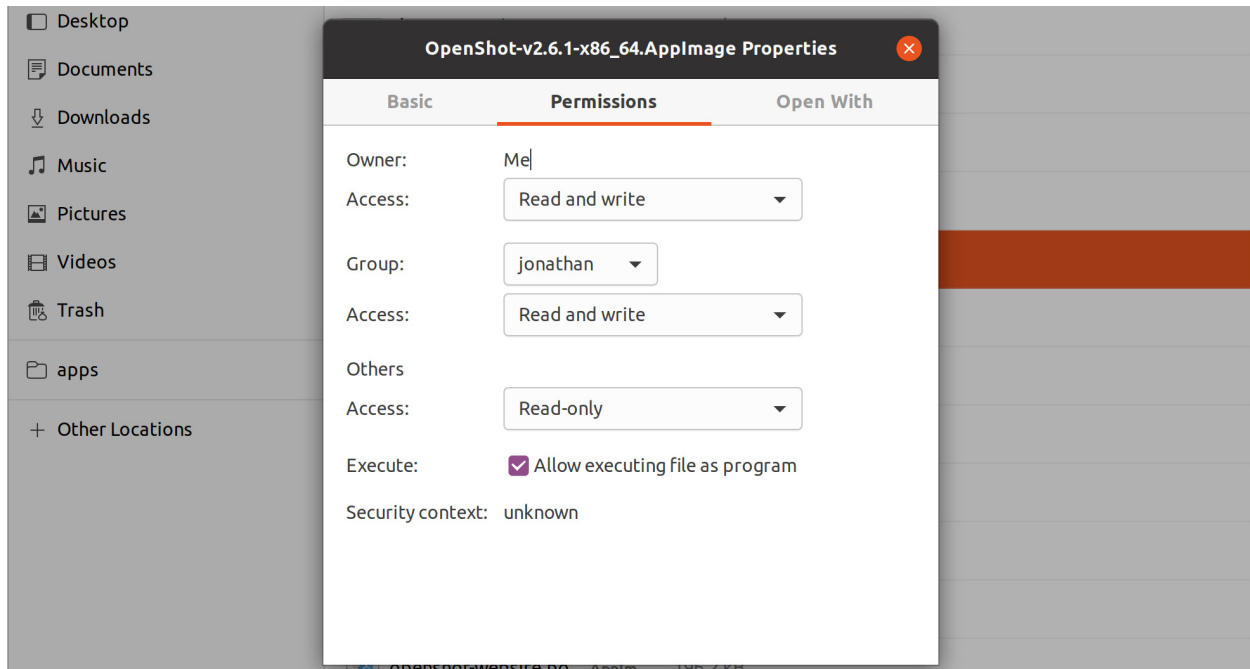 Desktop
Documents
Downloads
Music
Pictures
Videos
Trash
apps
Other Locations
OpenShot-v2.6.1-x86_64.AppImage Properties
Basic Permissions Open With
Owner: Me
Access: Read and write
Group: jonathan
Access: Read and write
Others
Access: Read-only
Execute: Allow executing file as program
Security context: unknown